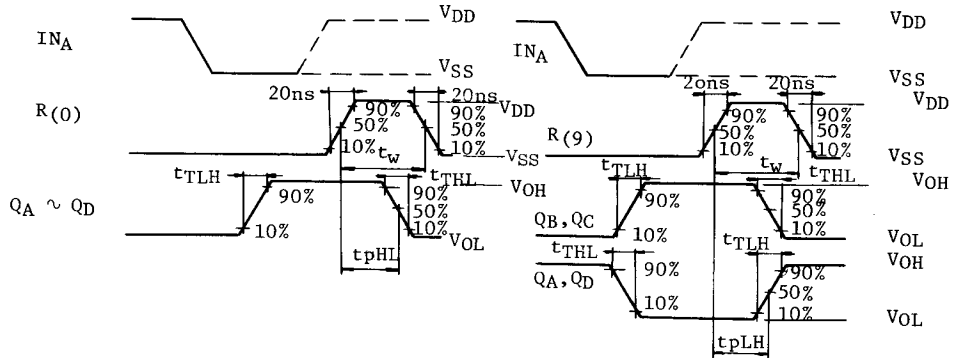 INA
VDD
VSS
R(0)
20ns
20ns
VDD
90%
50%
10%
90%
50%
10%
tw
VSS
QA ~ QD
tTLH
90%
10%
tTHL
VOH
90%
50%
10%
VOL
tpHL
INA
VDD
VSS
R(9)
20ns
20ns
VDD
90%
50%
10%
90%
50%
10%
tw
VSS
QB,QC
tTLH
90%
10%
tTHL
VOH
90%
50%
10%
VOL
QA,QD
tTHL
90%
10%
tTLH
VOH
90%
50%
10%
VOL
tpLH